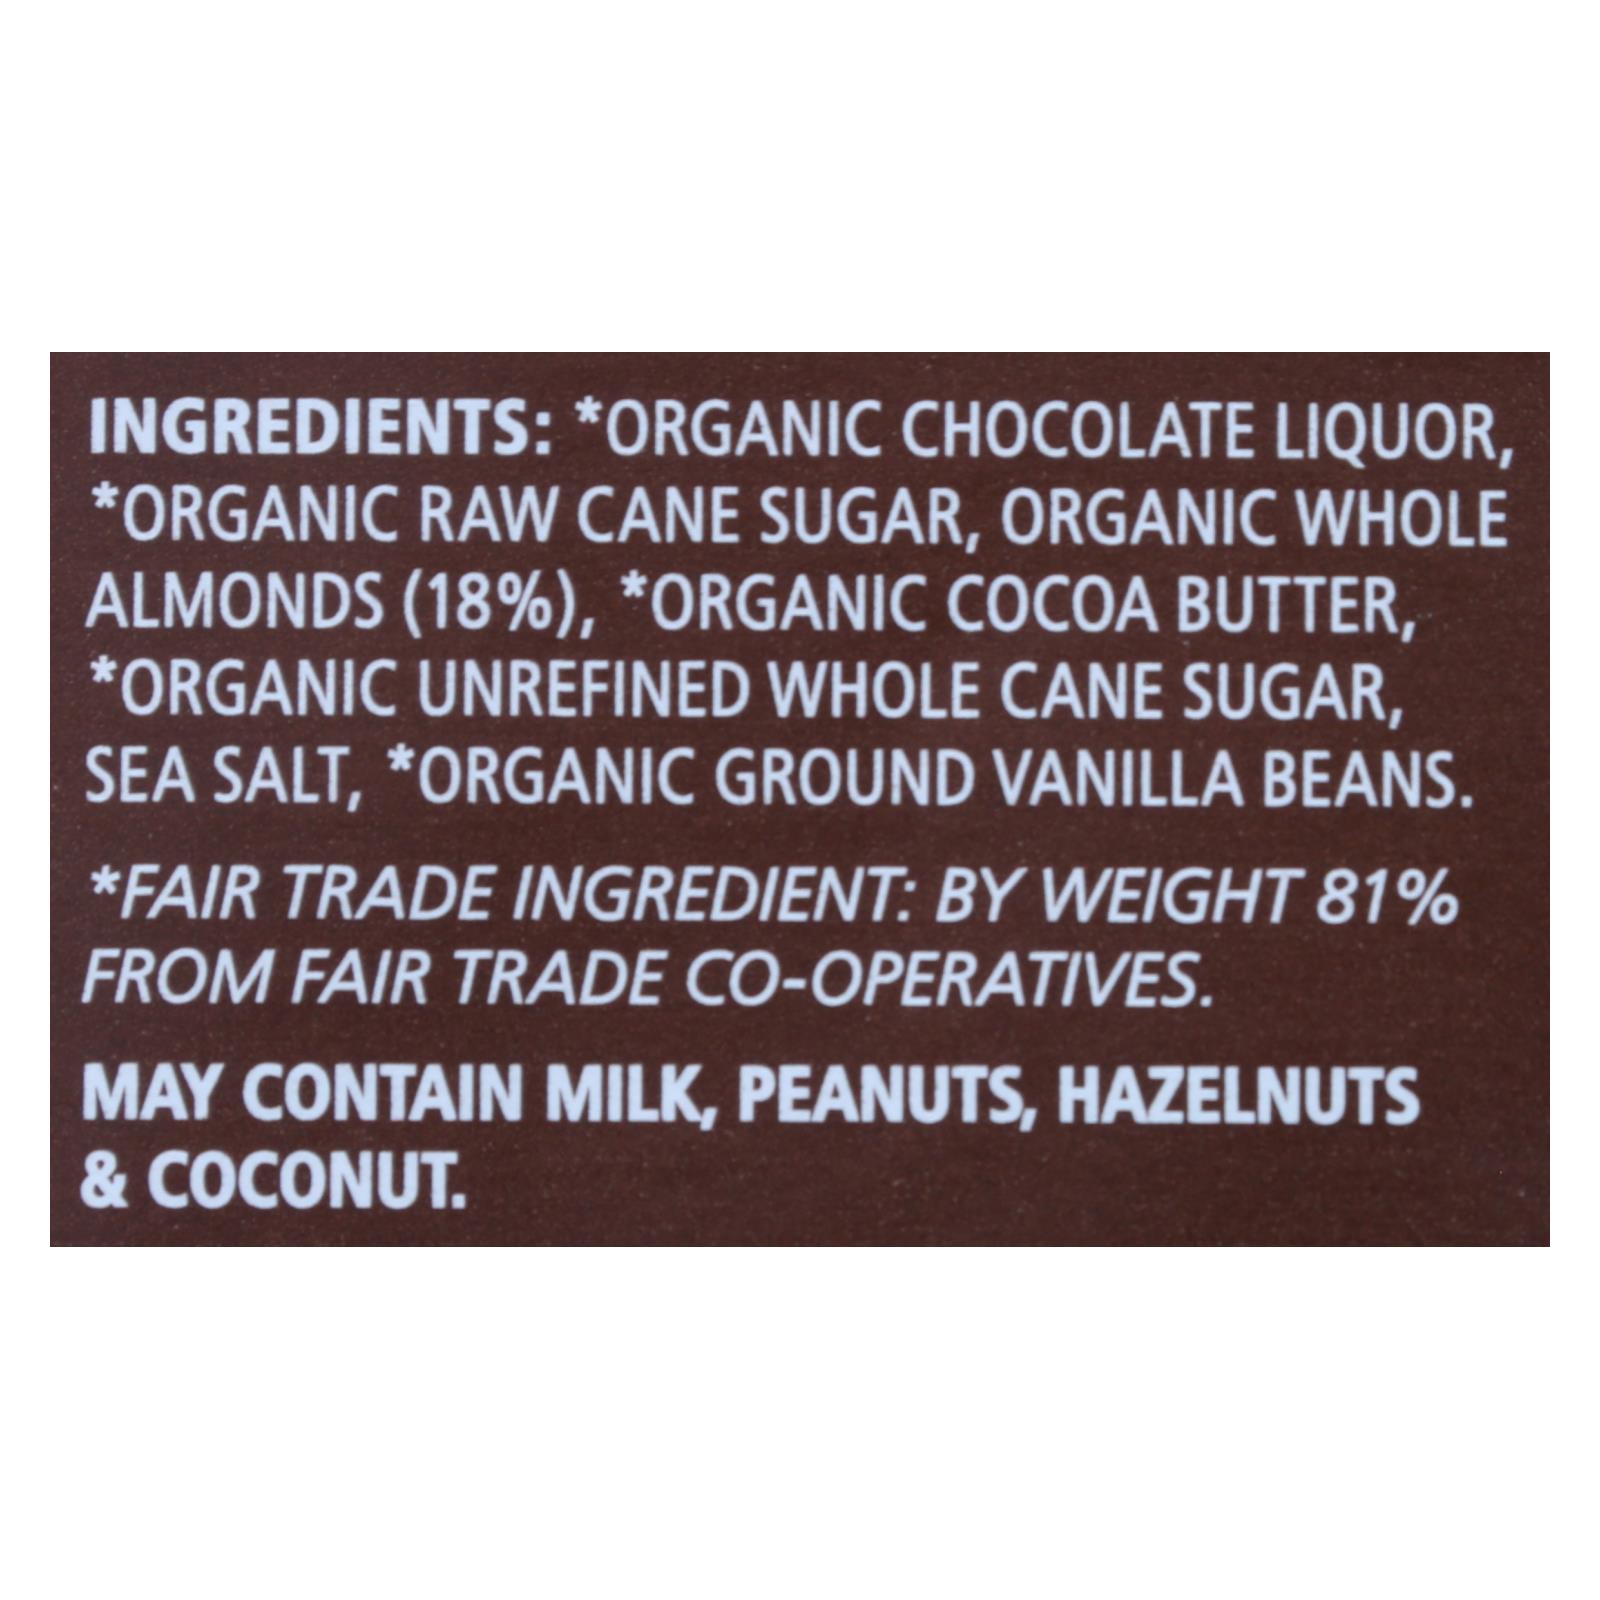 INGREDIENTS: *ORGANIC CHOCOLATE LIQUOR,
*ORGANIC RAW CANE SUGAR, ORGANIC WHOLE
ALMONDS (18%), *ORGANIC COCOA BUTTER,
*ORGANIC UNREFINED WHOLE CANE SUGAR,
SEA SALT, *ORGANIC GROUND VANILLA BEANS.
*FAIR TRADE INGREDIENT: BY WEIGHT 81%
FROM FAIR TRADE CO-OPERATIVES.
MAY CONTAIN MILK, PEANUTS, HAZELNUTS
& COCONUT.